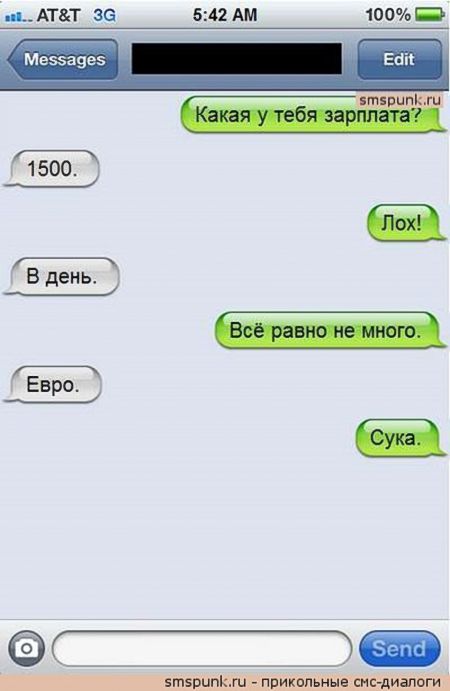 AT&T 3G 5:42 AM 100%
Messages Edit
smspunk.ru
Какая у тебя зарплата?
1500.
Лох!
В день.
Всё равно не много.
Евро.
Сука.
Send
smspunk.ru - прикольные смс-диалоги